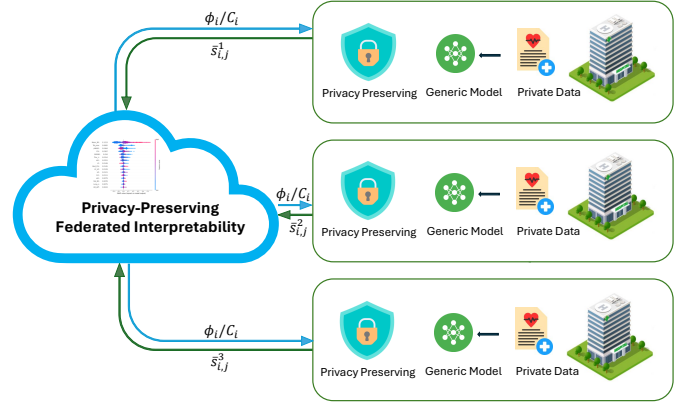 ϕᵢ/Cᵢ
s̄¹ᵢ,ⱼ
Privacy Preserving
Generic Model
Private Data
Privacy-Preserving
Federated Interpretability
ϕᵢ/Cᵢ
s̄²ᵢ,ⱼ
Privacy Preserving
Generic Model
Private Data
ϕᵢ/Cᵢ
s̄³ᵢ,ⱼ
Privacy Preserving
Generic Model
Private Data